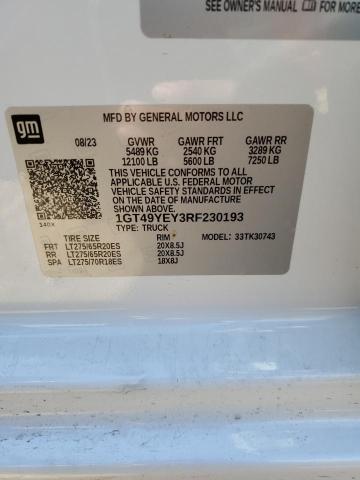 SEE OWNER'S MANUAL FOR MORE
MFD BY GENERAL MOTORS LLC
gm
08/23 GVWR GAWR FRT GAWR RR
5489 KG 2540 KG 3289 KG
12100 LB 5600 LB 7250 LB
THIS VEHICLE CONFORMS TO ALL
APPLICABLE U.S. FEDERAL MOTOR
VEHICLE SAFETY STANDARDS IN
EFFECT ON THE DATE OF
MANUFACTURE SHOWN ABOVE.
1GT49YEY3RF230193
140X
TYPE: TRUCK MODEL: 33TK30743
TIRE SIZE RIM
FRT LT275/65R20ES 20X8.5J
RR LT275/65R20ES 20X8.5J
SPA LT275/70R18ES 18X8J